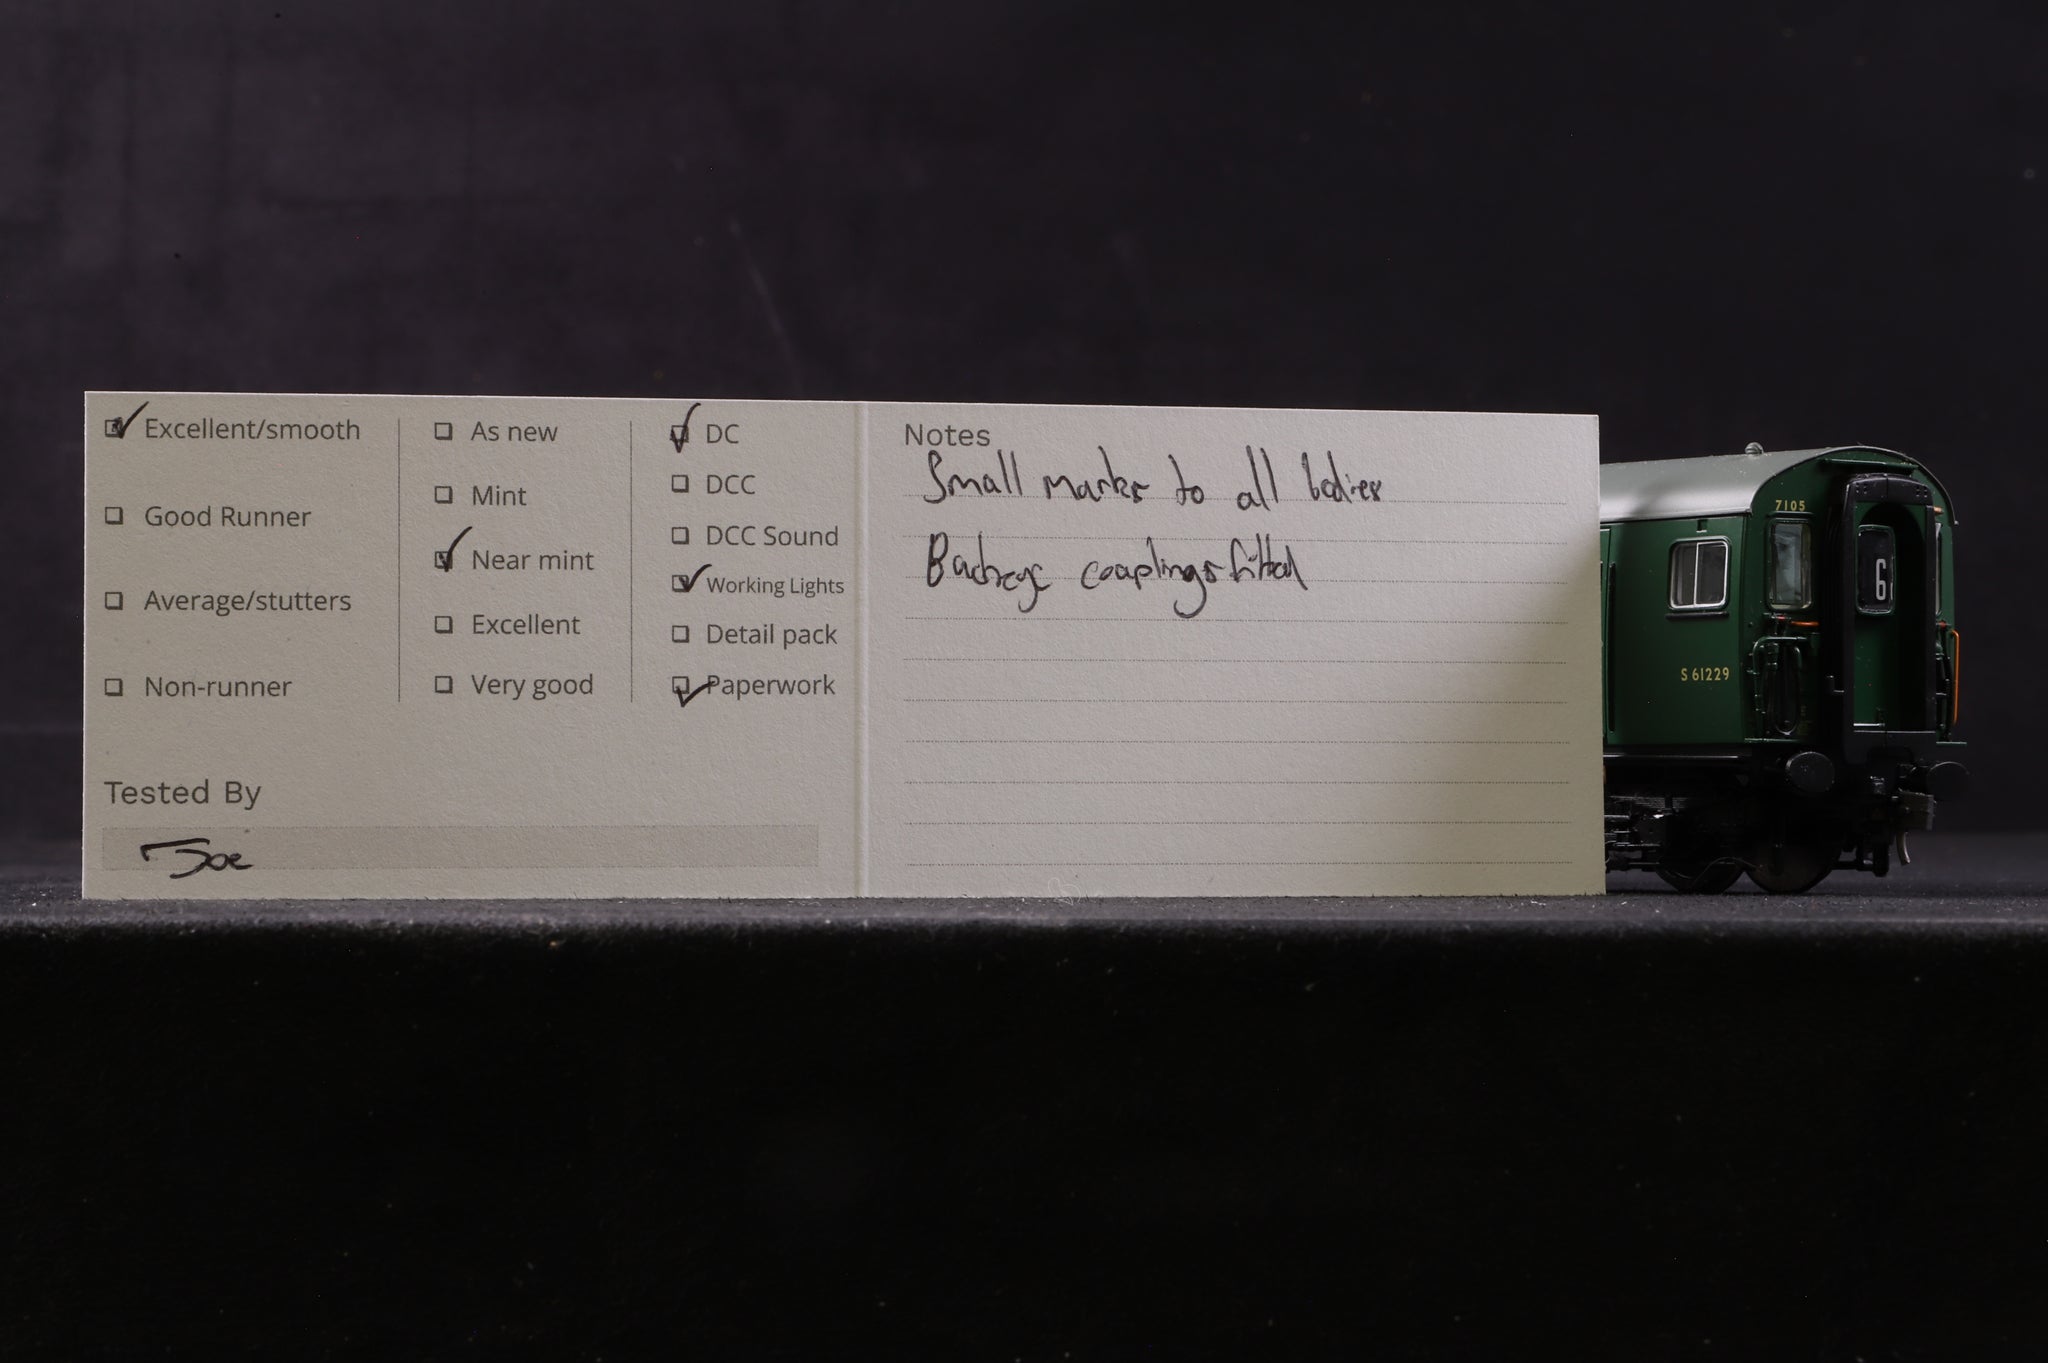 Excellent/smooth
Good Runner
Average/stutters
Non-runner
As new
Mint
Near mint
Excellent
Very good
DC
DCC
DCC Sound
Working Lights
Detail pack
Paperwork
Tested By
Joe
Notes
Small marks to all bodies
couplings fitted
7105
S 61229
6